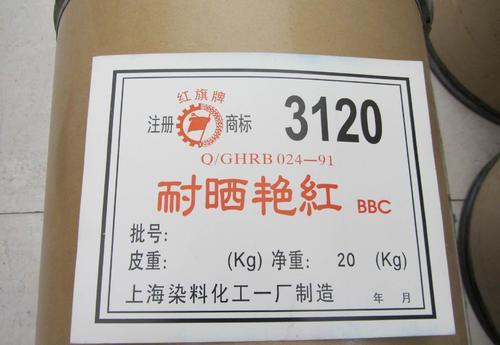 红旗牌
注册 商标 3120
Q/GHRB 024—91
耐晒艳红 BBC
批号:
皮重: (Kg) 净重: 20 (Kg)
上海染料化工一厂制造 年 月